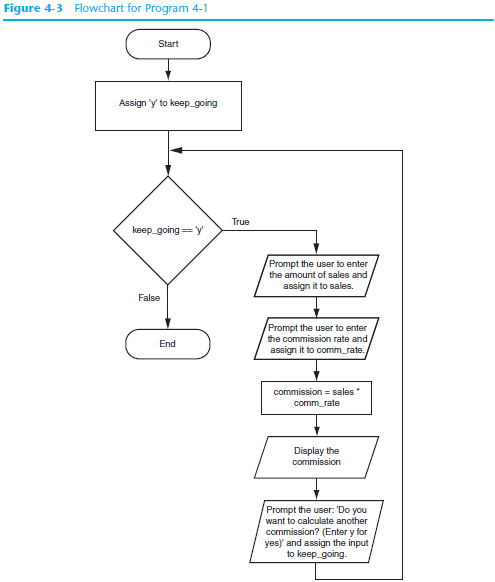 Figure 4-3 Flowchart for Program 4-1
Start
Assign 'y' to keep_going
keep_going == 'y'
True
Prompt the user to enter
the amount of sales and
assign it to sales.
False
Prompt the user to enter
the commission rate and
assign it to comm_rate.
End
commission = sales *
comm_rate
Display the
commission
Prompt the user: 'Do you
want to calculate another
commission? (Enter y for
yes)' and assign the input
to keep_going.